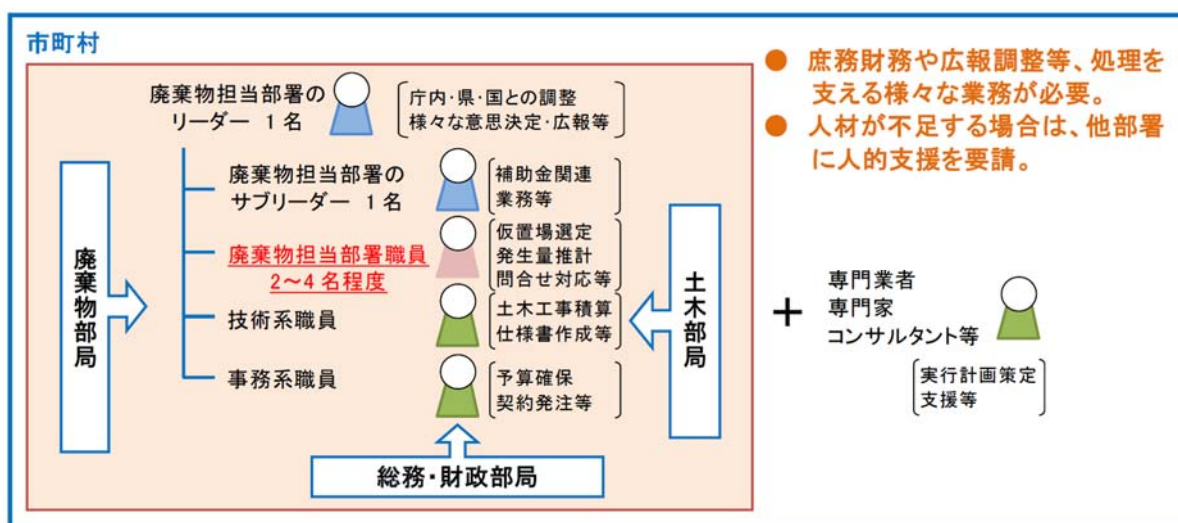 市町村
廃棄物担当部署の
リーダー 1名
庁内・県・国との調整
様々な意思決定・広報等
廃棄物担当部署の
サブリーダー 1名
補助金関連
業務等
廃棄物担当部署職員
2～4名程度
仮置場選定
発生量推計
問合せ対応等
技術系職員
土木工事積算
仕様書作成等
事務系職員
予算確保
契約発注等
廃棄物部局
土木部局
総務・財政部局
● 庶務財務や広報調整等、処理を
支える様々な業務が必要。
● 人材が不足する場合は、他部署
に人的支援を要請。
＋
専門業者
専門家
コンサルタント等
実行計画策定
支援等